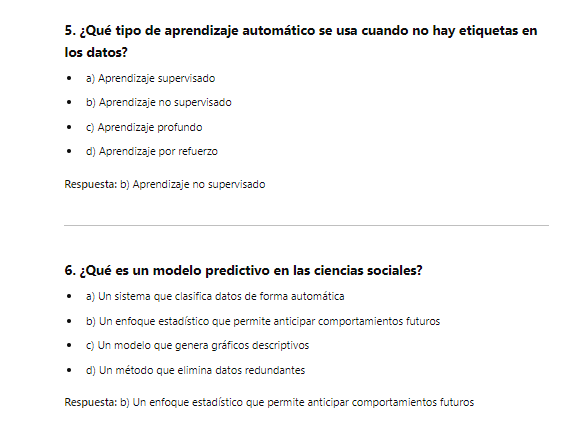 5. ¿Qué tipo de aprendizaje automático se usa cuando no hay etiquetas en
los datos?
• a) Aprendizaje supervisado
• b) Aprendizaje no supervisado
• c) Aprendizaje profundo
• d) Aprendizaje por refuerzo
Respuesta: b) Aprendizaje no supervisado
6. ¿Qué es un modelo predictivo en las ciencias sociales?
• a) Un sistema que clasifica datos de forma automática
• b) Un enfoque estadístico que permite anticipar comportamientos futuros
• c) Un modelo que genera gráficos descriptivos
• d) Un método que elimina datos redundantes
Respuesta: b) Un enfoque estadístico que permite anticipar comportamientos futuros